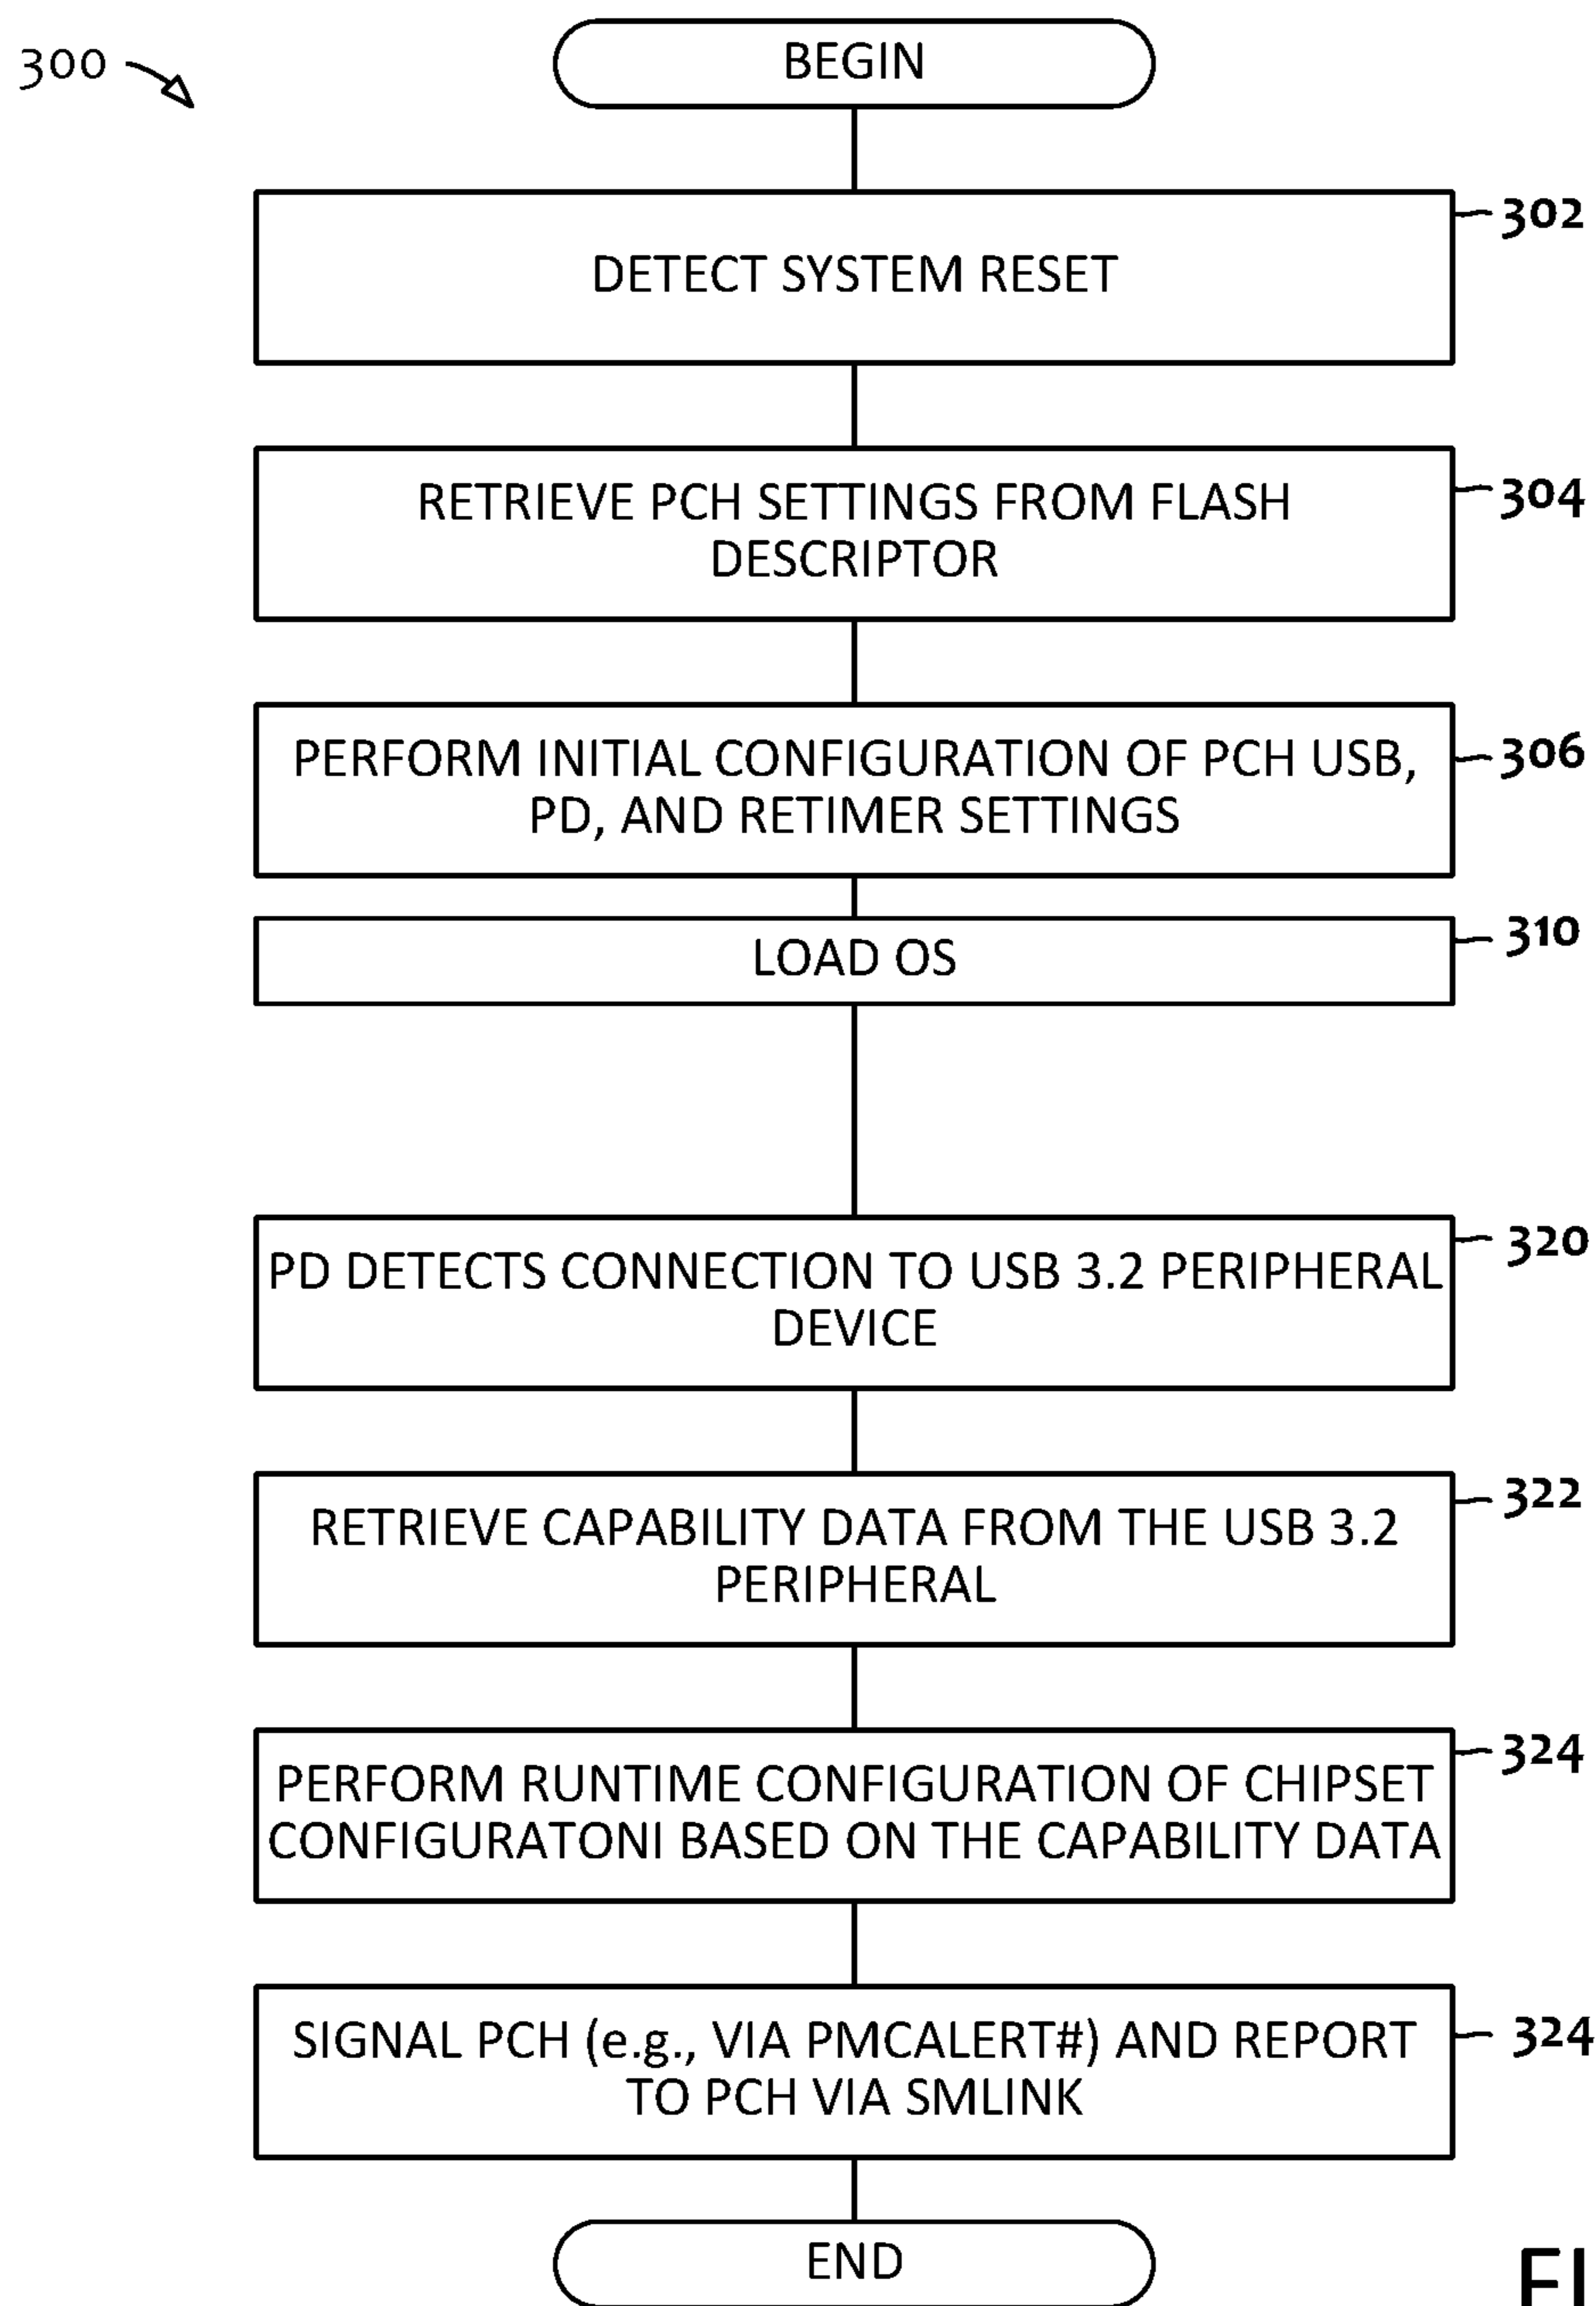 300
BEGIN
302
DETECT SYSTEM RESET
304
RETRIEVE PCH SETTINGS FROM FLASH
DESCRIPTOR
306
PERFORM INITIAL CONFIGURATION OF PCH USB,
PD, AND RETIMER SETTINGS
310
LOAD OS
320
PD DETECTS CONNECTION TO USB 3.2 PERIPHERAL
DEVICE
322
RETRIEVE CAPABILITY DATA FROM THE USB 3.2
PERIPHERAL
324
PERFORM RUNTIME CONFIGURATION OF CHIPSET
CONFIGURATONI BASED ON THE CAPABILITY DATA
324
SIGNAL PCH (e.g., VIA PMCALERT#) AND REPORT
TO PCH VIA SMLINK
END